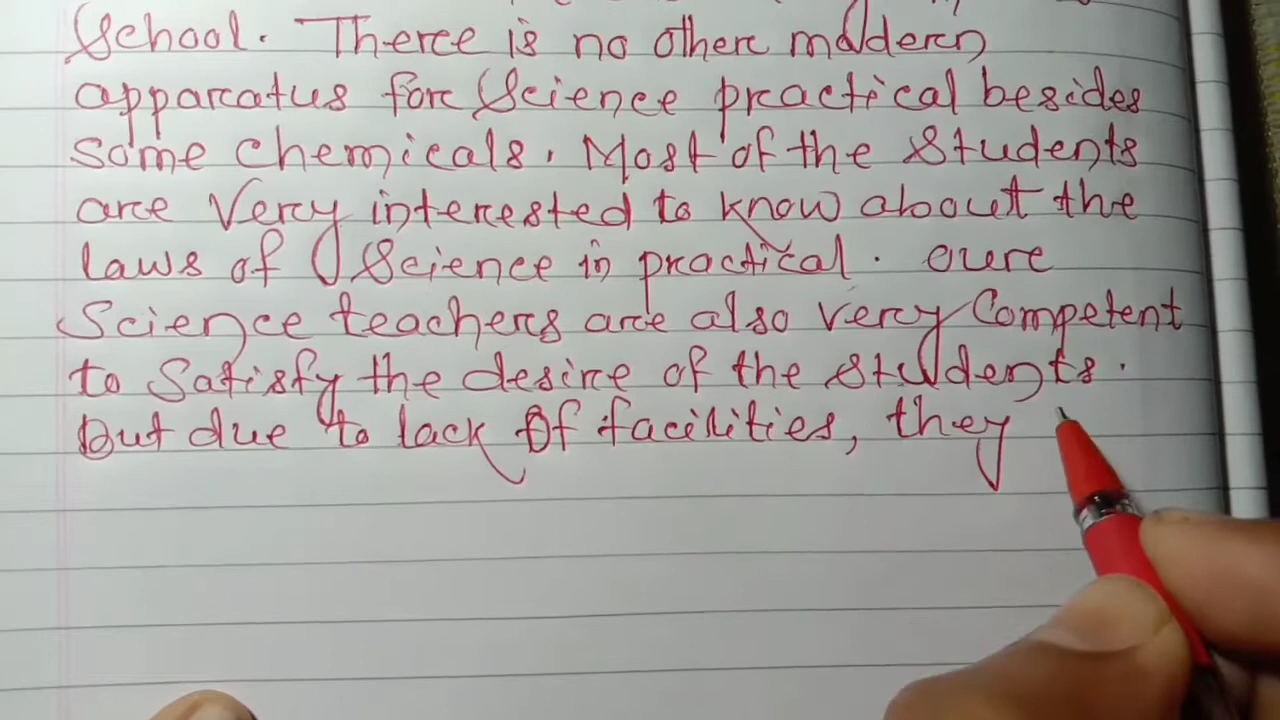 School. There is no other modern
apparatus for Science practical besides
some chemicals. Most of the students
are very interested to know about the
laws of Science in practical. our
Science teachers are also very Competent
to satisfy the desire of the students.
But due to lack of facilities, they